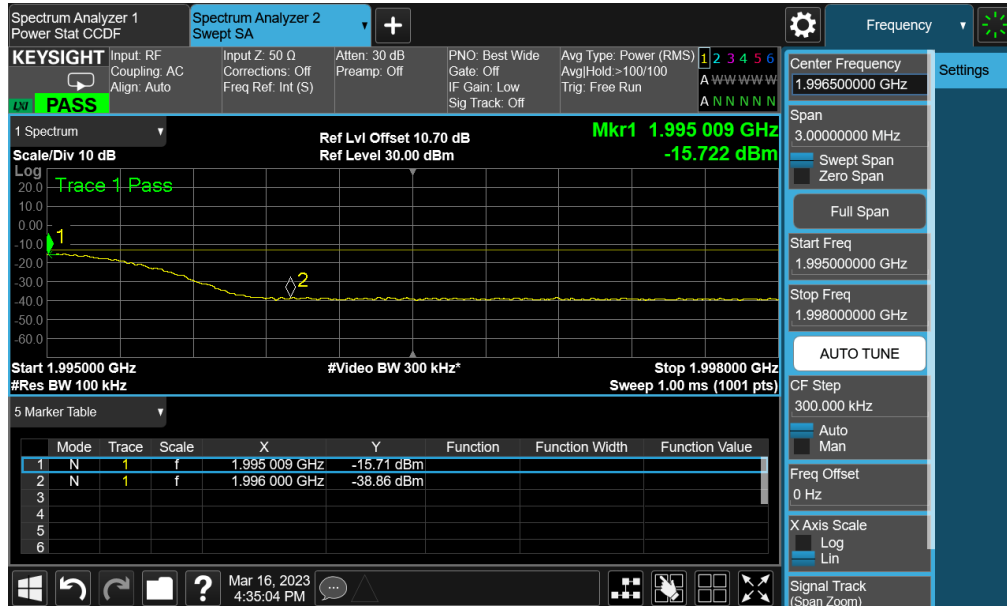 Spectrum Analyzer 1
Power Stat CCDF
Spectrum Analyzer 2
Swept SA
▼
+
Frequency
▼
KEYSIGHT
LXI
PASS
Input: RF
Coupling: AC
Align: Auto
Input Z: 50 Ω
Corrections: Off
Freq Ref: Int (S)
Atten: 30 dB
Preamp: Off
PNO: Best Wide
Gate: Off
IF Gain: Low
Sig Track: Off
Avg Type: Power (RMS)
Avg|Hold:>100/100
Trig: Free Run
1 2 3 4 5 6
A W W W W W
A N N N N N
1 Spectrum ▼
Scale/Div 10 dB
Ref Lvl Offset 10.70 dB
Ref Level 30.00 dBm
Mkr1 1.995 009 GHz
-15.722 dBm
Log
Trace 1 Pass
20.0
10.0
0.00
-10.0
-20.0
-30.0
-40.0
-50.0
-60.0
1
2
Start 1.995000 GHz
#Res BW 100 kHz
#Video BW 300 kHz*
Stop 1.998000 GHz
Sweep 1.00 ms (1001 pts)
5 Marker Table ▼
Mode Trace Scale X Y Function Function Width Function Value
1 N 1 f 1.995 009 GHz -15.71 dBm
2 N 1 f 1.996 000 GHz -38.86 dBm
3
4
5
6
Center Frequency
1.996500000 GHz
Span
3.00000000 MHz
Swept Span
Zero Span
Full Span
Start Freq
1.995000000 GHz
Stop Freq
1.998000000 GHz
AUTO TUNE
CF Step
300.000 kHz
Auto
Man
Freq Offset
0 Hz
X Axis Scale
Log
Lin
Signal Track
(Span Zoom)
Settings
?
Mar 16, 2023
4:35:04 PM